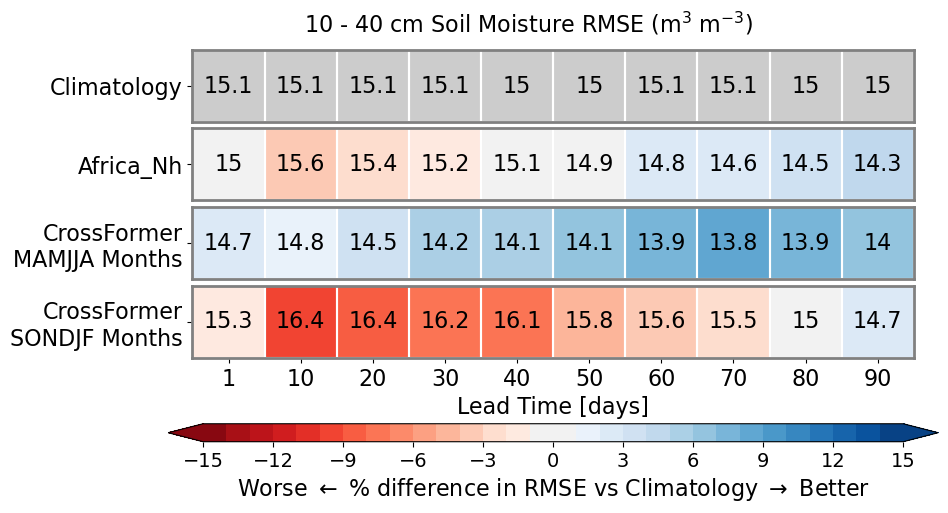 10 - 40 cm Soil Moisture RMSE (m³ m⁻³)
Climatology 15.1 15.1 15.1 15.1 15 15 15.1 15.1 15 15
Africa_Nh 15 15.6 15.4 15.2 15.1 14.9 14.8 14.6 14.5 14.3
CrossFormer
MAMJJA Months 14.7 14.8 14.5 14.2 14.1 14.1 13.9 13.8 13.9 14
CrossFormer
SONDJF Months 15.3 16.4 16.4 16.2 16.1 15.8 15.6 15.5 15 14.7
1 10 20 30 40 50 60 70 80 90
Lead Time [days]
−15 −12 −9 −6 −3 0 3 6 9 12 15
Worse ← % difference in RMSE vs Climatology → Better